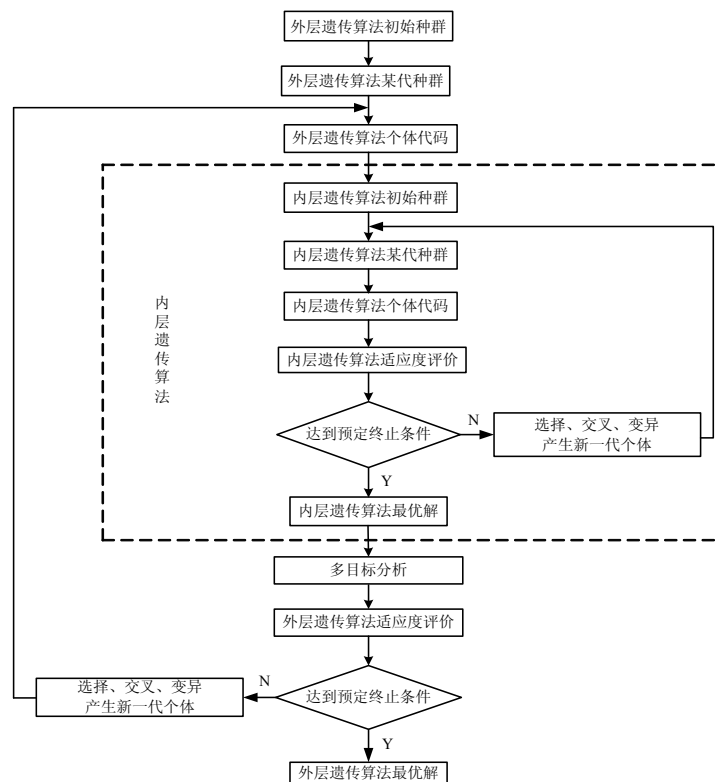 外层遗传算法初始种群
外层遗传算法某代种群
外层遗传算法个体代码
内层遗传算法初始种群
内层遗传算法某代种群
内层遗传算法个体代码
内层遗传算法
内层遗传算法适应度评价
达到预定终止条件
N
选择、交叉、变异
产生新一代个体
Y
内层遗传算法最优解
多目标分析
外层遗传算法适应度评价
达到预定终止条件
N
选择、交叉、变异
产生新一代个体
Y
外层遗传算法最优解